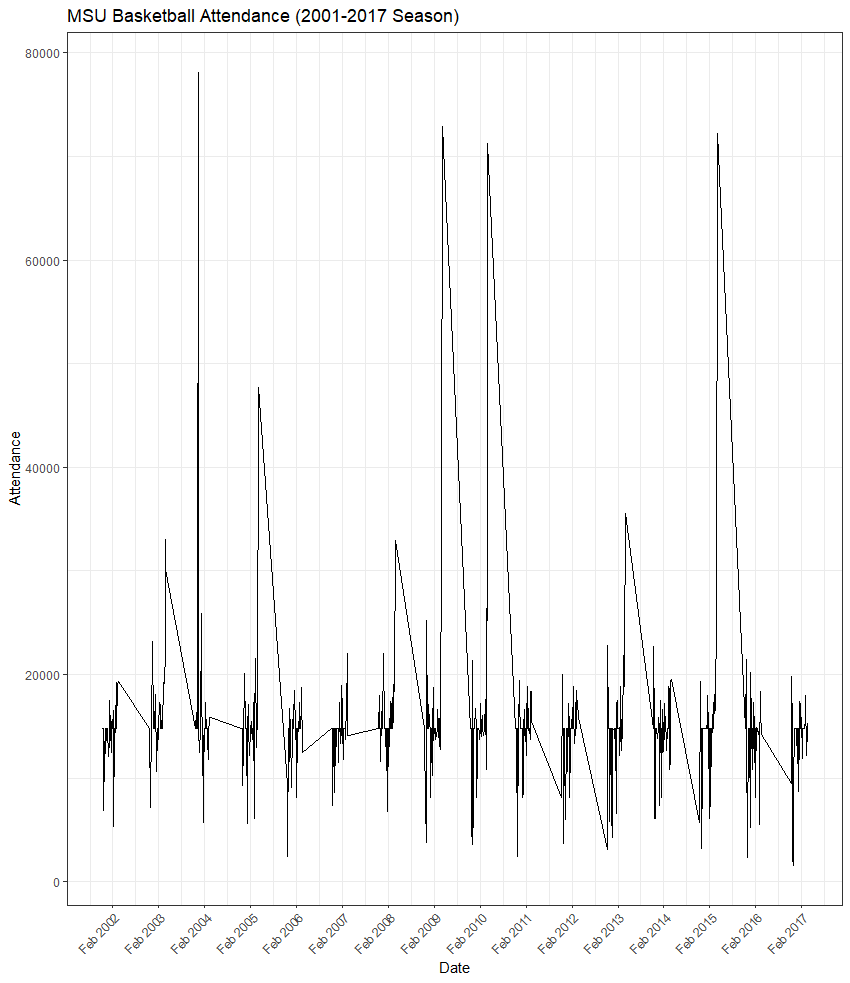 MSU Basketball Attendance (2001-2017 Season)
80000
60000
40000
20000
0
Attendance
Feb 2002
Feb 2003
Feb 2004
Feb 2005
Feb 2006
Feb 2007
Feb 2008
Feb 2009
Feb 2010
Feb 2011
Feb 2012
Feb 2013
Feb 2014
Feb 2015
Feb 2016
Feb 2017
Date